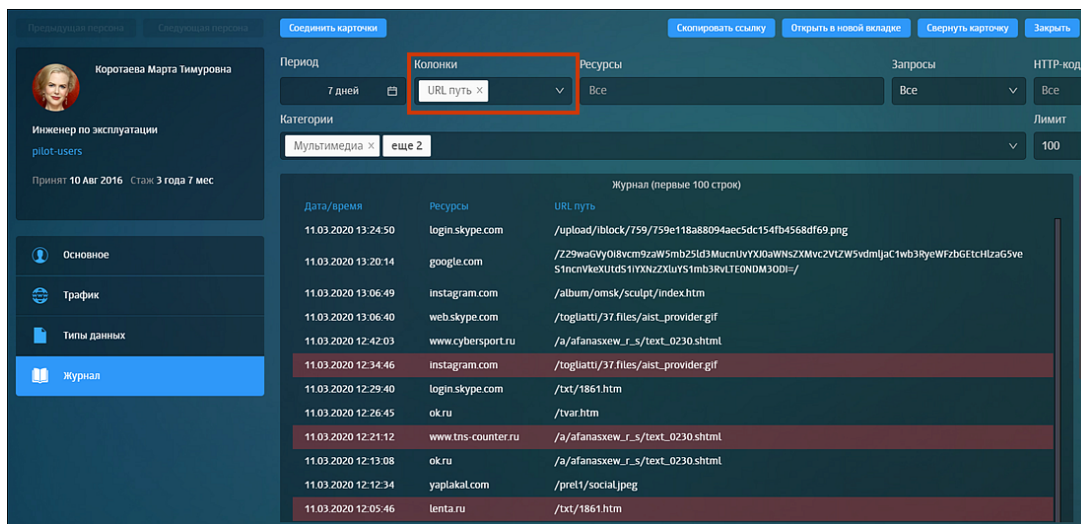 Предыдущая персона Следующая персона Соединить карточки Скопировать ссылку Открыть в новой вкладке Свернуть карточку Закрыть
Коротаева Марта Тимуровна
Инженер по эксплуатации
pilot-users
Принят 10 Авг 2016 Стаж 3 года 7 мес
Основное
Трафик
Типы данных
Журнал
Период Колонки Ресурсы Запросы HTTP-код
7 дней URL путь × Все Все Все
Категории Лимит
Мультимедиа × еще 2 100
Журнал (первые 100 строк)
Дата/время Ресурсы URL путь
11.03.2020 13:24:50 login.skype.com /upload/iblock/759/759e118a88094aec5dc154fb4568df69.png
11.03.2020 13:20:14 google.com
11.03.2020 13:06:49 instagram.com /album/omsk/sculpt/index.htm
11.03.2020 13:06:40 web.skype.com /togliatti/37.files/aist_provider.gif
11.03.2020 12:42:03 www.cybersport.ru /a/afanasxew_r_s/text_0230.shtml
11.03.2020 12:34:46 instagram.com /togliatti/37.files/aist_provider.gif
11.03.2020 12:29:40 login.skype.com /txt/1861.htm
11.03.2020 12:26:45 ok.ru /tvar.htm
11.03.2020 12:21:12 www.tns-counter.ru /a/afanasxew_r_s/text_0230.shtml
11.03.2020 12:13:08 ok.ru /a/afanasxew_r_s/text_0230.shtml
11.03.2020 12:12:34 yaplakal.com /prel1/social.jpeg
11.03.2020 12:05:46 lenta.ru /txt/1861.htm